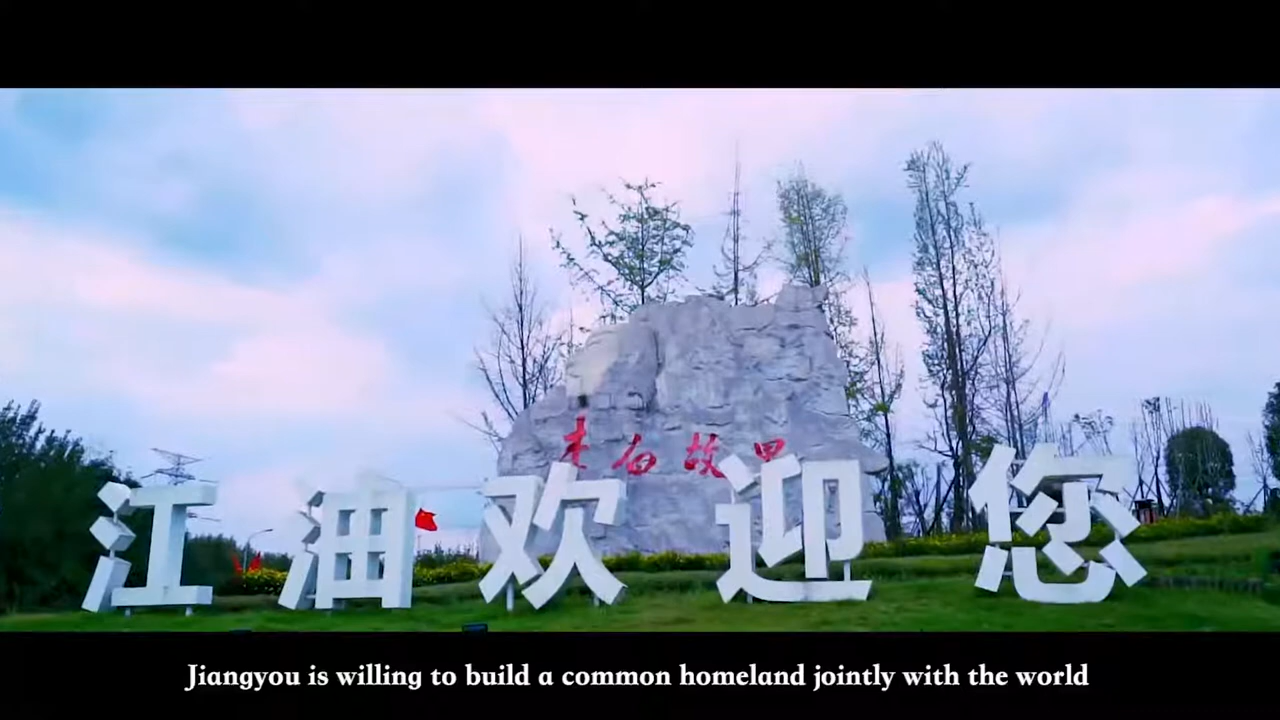 李白故里
江油欢迎您
Jiangyou is willing to build a common homeland jointly with the world